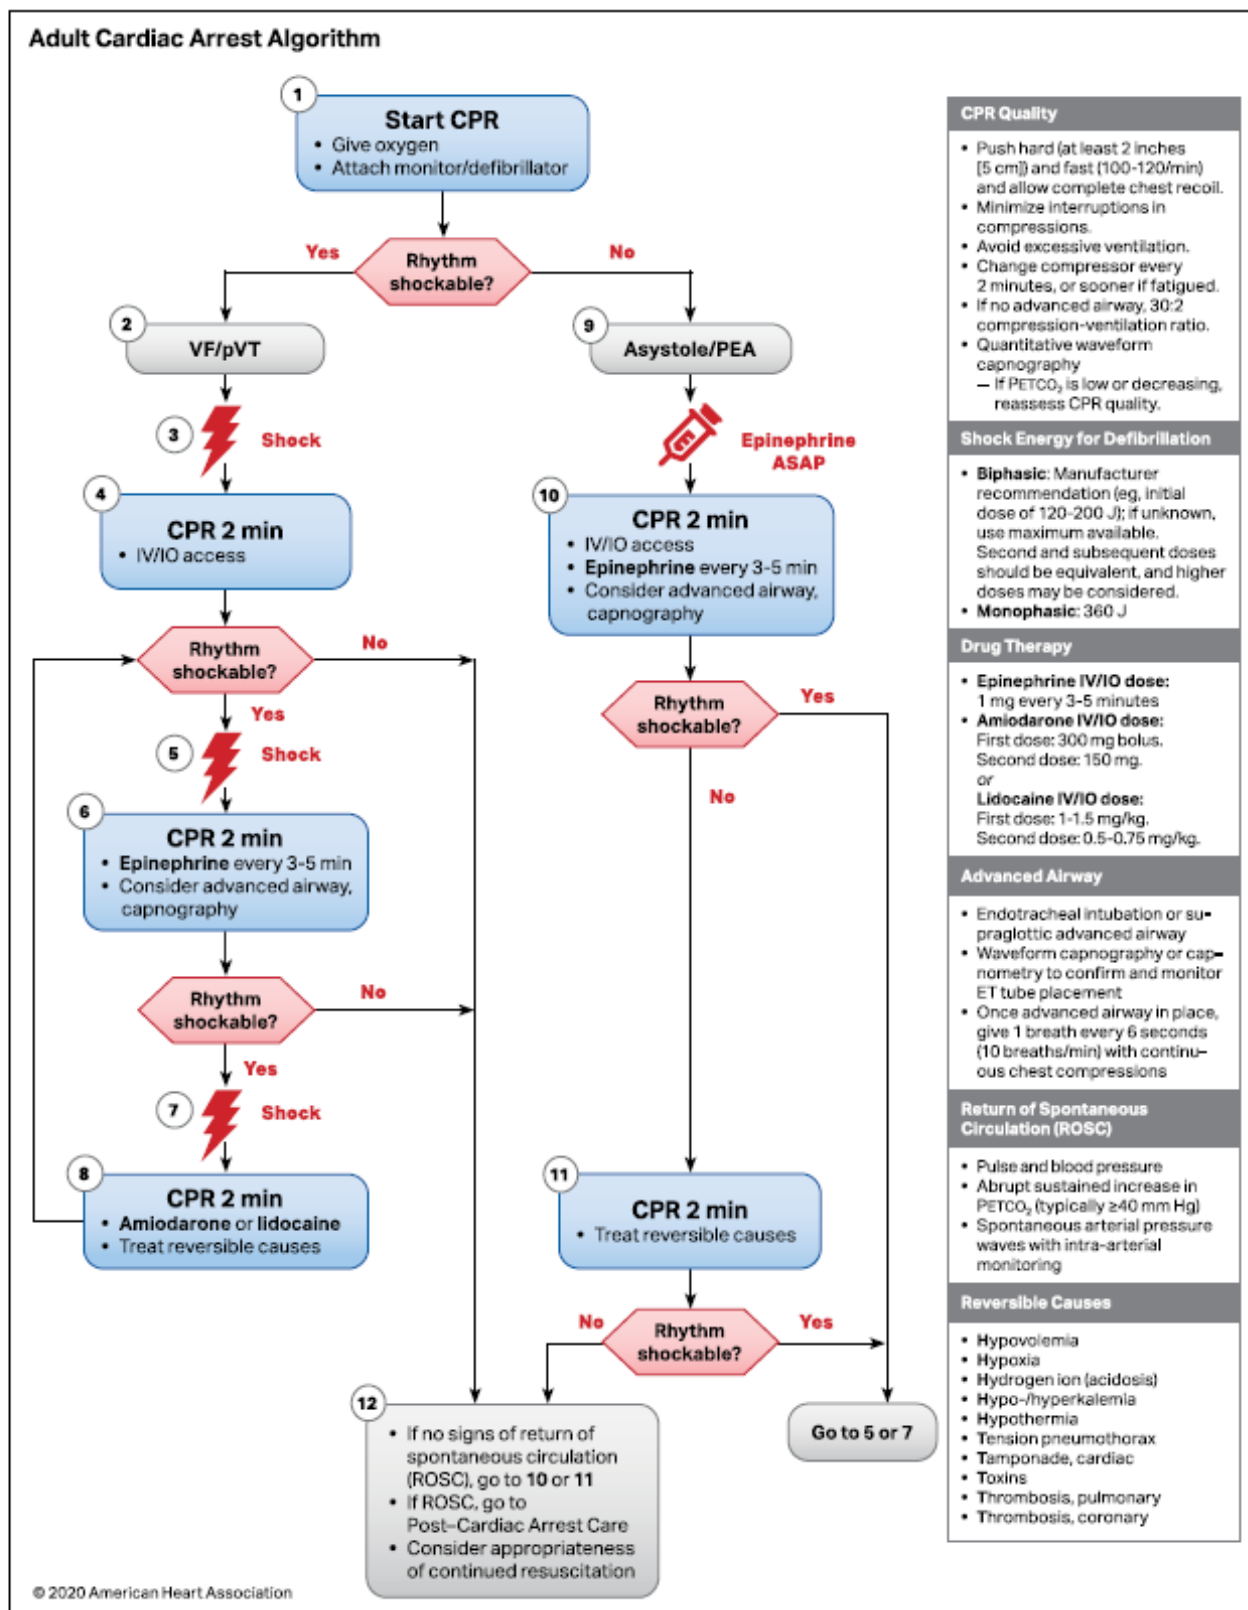 Adult Cardiac Arrest Algorithm
1
Start CPR
• Give oxygen
• Attach monitor/defibrillator
Yes
Rhythm
shockable?
No
2
VF/pVT
9
Asystole/PEA
3
Shock
Epinephrine
ASAP
4
CPR 2 min
• IV/IO access
10
CPR 2 min
• IV/IO access
• Epinephrine every 3-5 min
• Consider advanced airway,
capnography
Rhythm
shockable?
No
Yes
5
Shock
Rhythm
shockable?
Yes
No
6
CPR 2 min
• Epinephrine every 3-5 min
• Consider advanced airway,
capnography
Rhythm
shockable?
No
Yes
7
Shock
8
CPR 2 min
• Amiodarone or lidocaine
• Treat reversible causes
11
CPR 2 min
• Treat reversible causes
No
Rhythm
shockable?
Yes
12
• If no signs of return of
spontaneous circulation
(ROSC), go to 10 or 11
• If ROSC, go to
Post–Cardiac Arrest Care
• Consider appropriateness
of continued resuscitation
Go to 5 or 7
CPR Quality
• Push hard (at least 2 inches
[5 cm]) and fast (100-120/min)
and allow complete chest recoil.
• Minimize interruptions in
compressions.
• Avoid excessive ventilation.
• Change compressor every
2 minutes, or sooner if fatigued.
• If no advanced airway, 30:2
compression-ventilation ratio.
• Quantitative waveform
capnography
– If PETCO₂ is low or decreasing,
reassess CPR quality.
Shock Energy for Defibrillation
• Biphasic: Manufacturer
recommendation (eg, initial
dose of 120-200 J); if unknown,
use maximum available.
Second and subsequent doses
should be equivalent, and higher
doses may be considered.
• Monophasic: 360 J
Drug Therapy
• Epinephrine IV/IO dose:
1 mg every 3-5 minutes
• Amiodarone IV/IO dose:
First dose: 300 mg bolus.
Second dose: 150 mg.
or
Lidocaine IV/IO dose:
First dose: 1-1.5 mg/kg.
Second dose: 0.5-0.75 mg/kg.
Advanced Airway
• Endotracheal intubation or su-
praglottic advanced airway
• Waveform capnography or cap-
nometry to confirm and monitor
ET tube placement
• Once advanced airway in place,
give 1 breath every 6 seconds
(10 breaths/min) with continu-
ous chest compressions
Return of Spontaneous
Circulation (ROSC)
• Pulse and blood pressure
• Abrupt sustained increase in
PETCO₂ (typically ≥40 mm Hg)
• Spontaneous arterial pressure
waves with intra-arterial
monitoring
Reversible Causes
• Hypovolemia
• Hypoxia
• Hydrogen ion (acidosis)
• Hypo-/hyperkalemia
• Hypothermia
• Tension pneumothorax
• Tamponade, cardiac
• Toxins
• Thrombosis, pulmonary
• Thrombosis, coronary
© 2020 American Heart Association